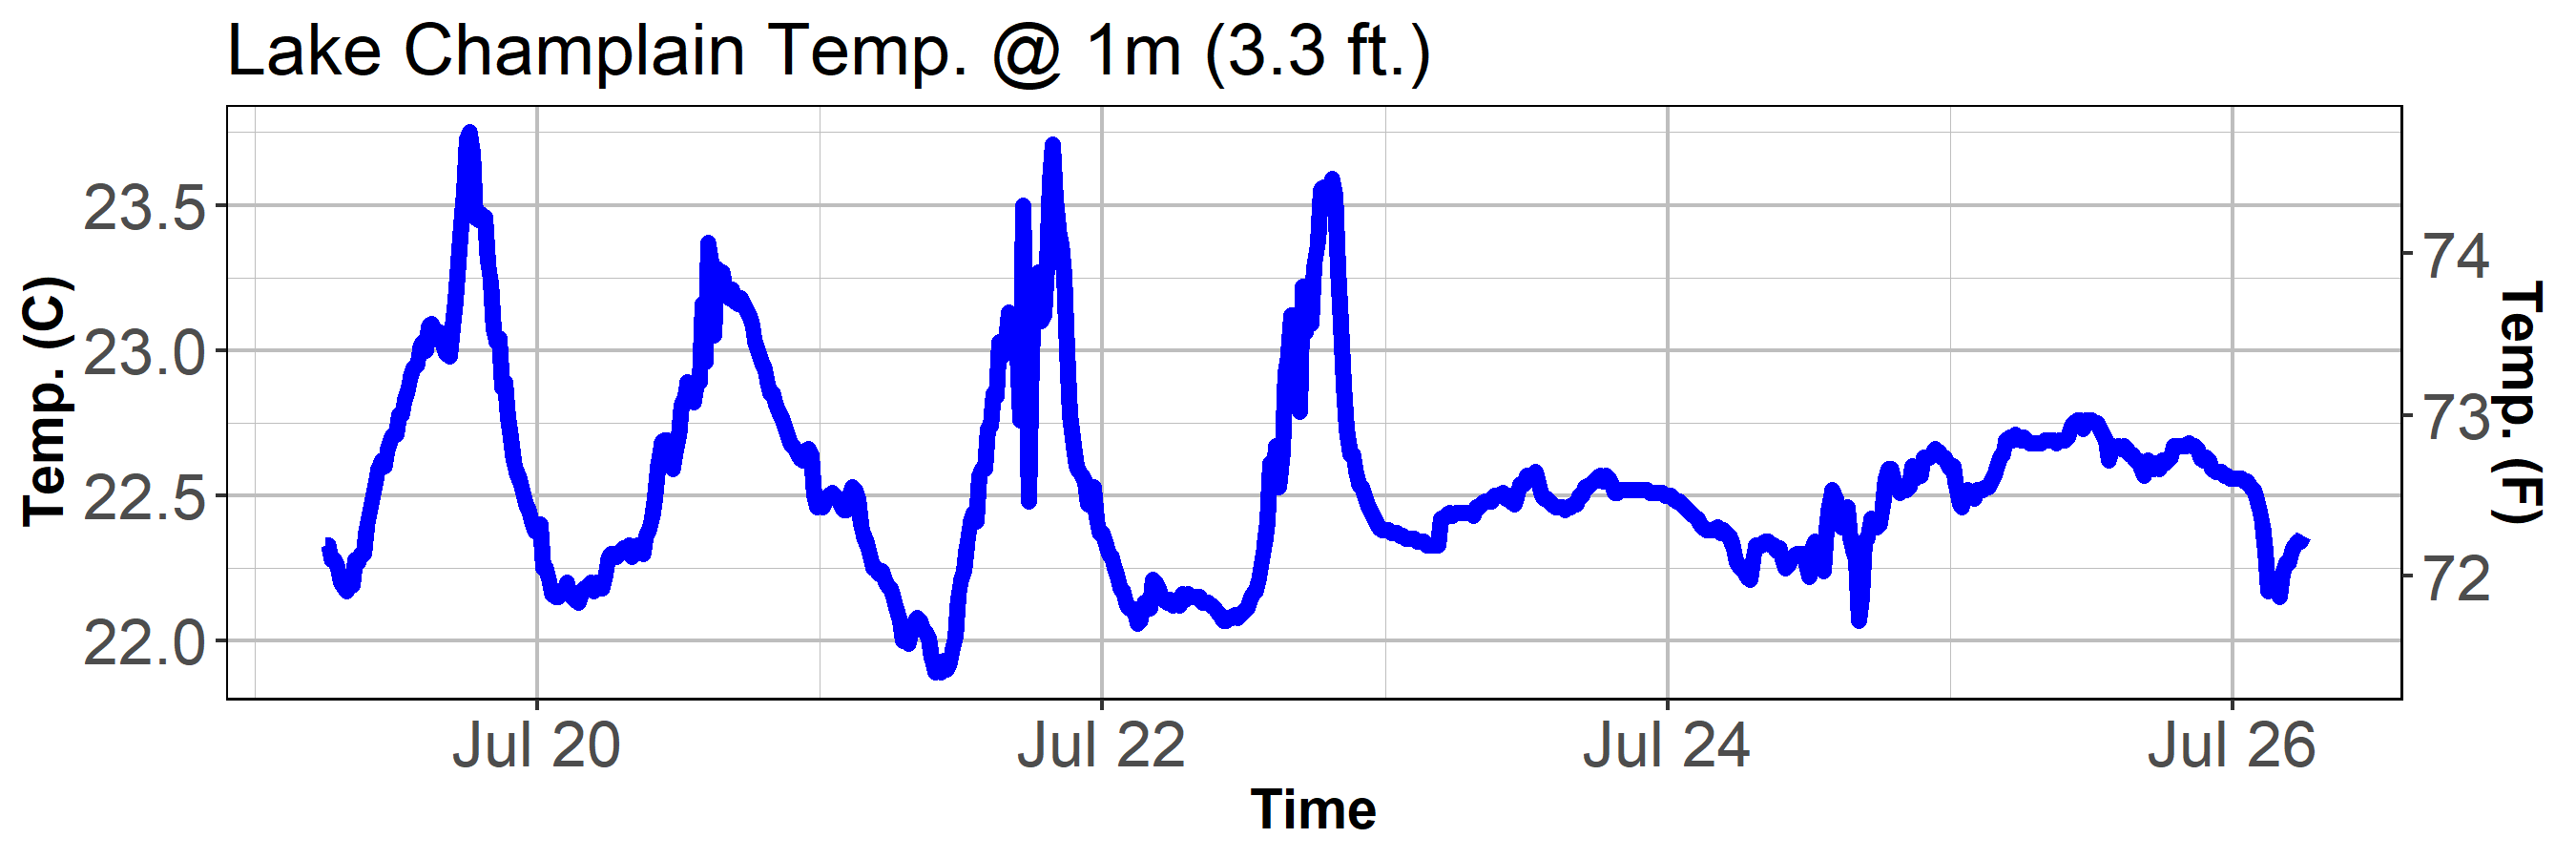 Lake Champlain Temp. @ 1m (3.3 ft.)
Temp. (C)
23.5
23.0
22.5
22.0
74
73
72
Temp. (F)
Jul 20 Jul 22 Jul 24 Jul 26
Time